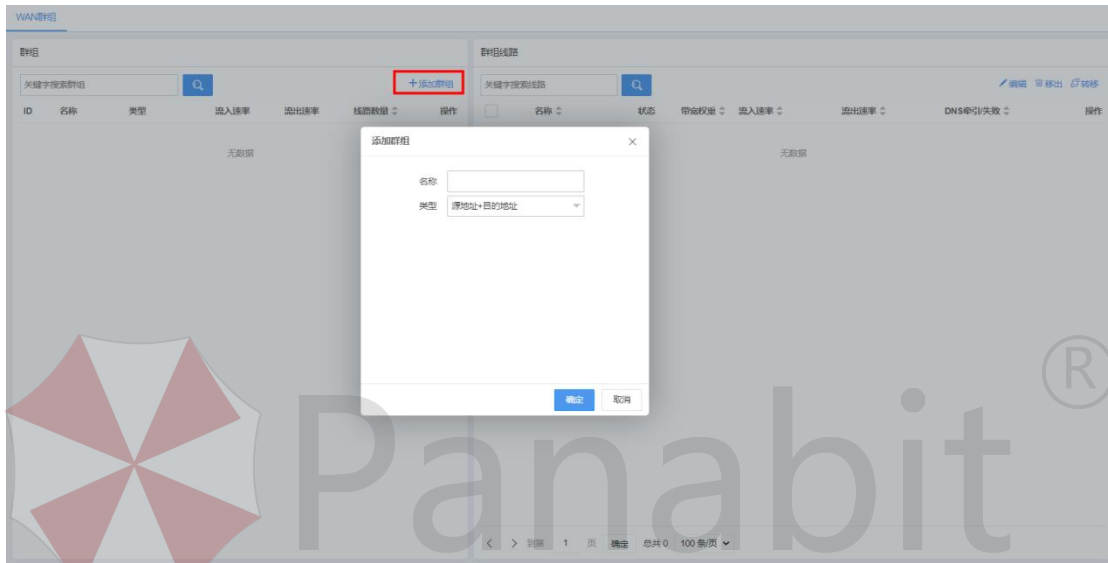 WAN群组
群组
群组线路
关键字搜索群组
+添加群组
关键字搜索线路
编辑 移出 转移
ID 名称 类型 流入速率 流出速率 线路数量 操作
名称 状态 带宽权重 流入速率 流出速率 DNS牵引/失败 操作
无数据
无数据
添加群组
名称
类型 源地址+目的地址
确定 取消
Panabit®
到第 1 页 确定 总共 0 100 条/页